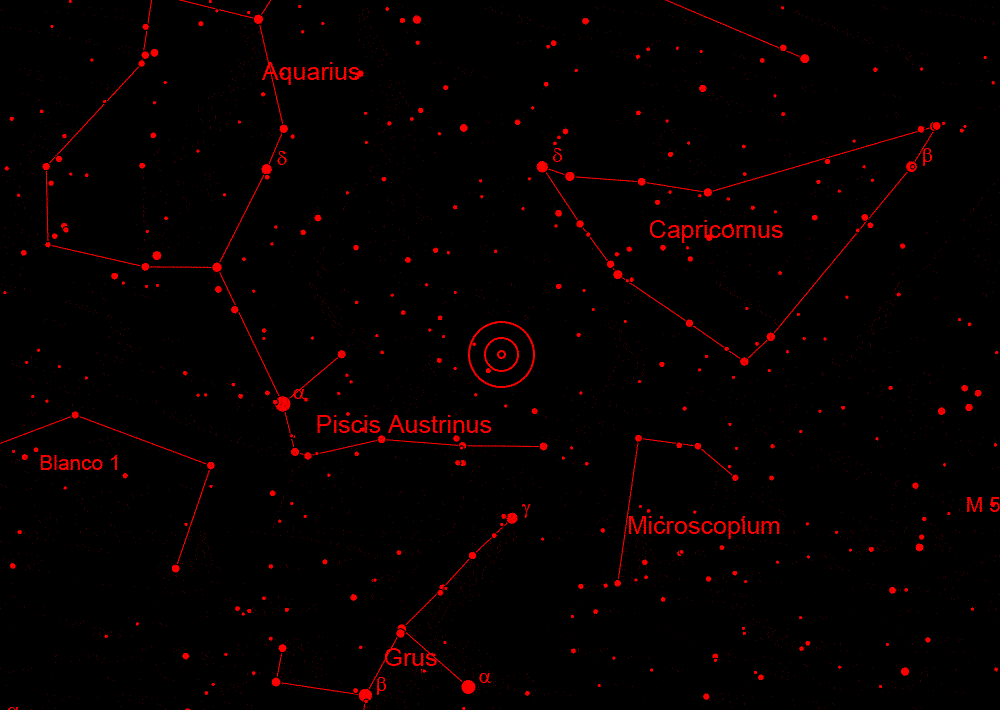 Aquarius
δ
δ
β
Capricornus
α
Piscis Austrinus
Blanco 1
M 5
γ
Microscopium
Grus
α
β
α